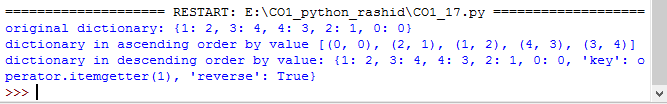 ===================== RESTART: E:\CO1_python_rashid\CO1_17.py ====================
original dictionary: {1: 2, 3: 4, 4: 3, 2: 1, 0: 0}
dictionary in ascending order by value [(0, 0), (2, 1), (1, 2), (4, 3), (3, 4)]
dictionary in descending order by value: {1: 2, 3: 4, 4: 3, 2: 1, 0: 0, 'key': o
perator.itemgetter(1), 'reverse': True}
>>>